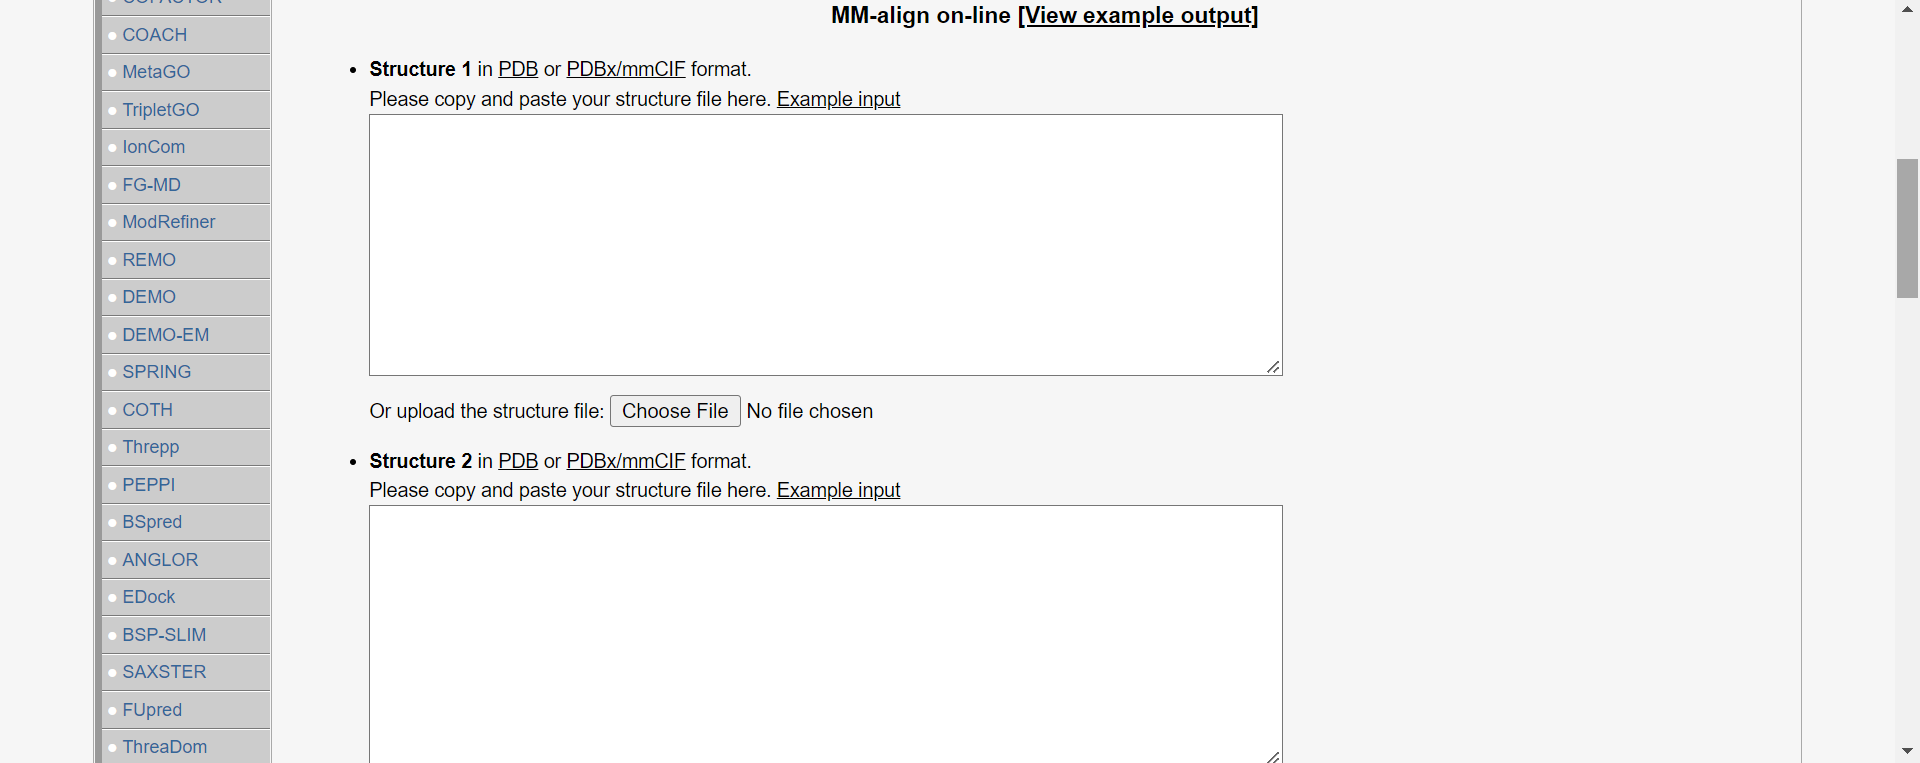 COFACTOR
COACH
MetaGO
TripletGO
IonCom
FG-MD
ModRefiner
REMO
DEMO
DEMO-EM
SPRING
COTH
Threpp
PEPPI
BSpred
ANGLOR
EDock
BSP-SLIM
SAXSTER
FUpred
ThreaDom
MM-align on-line [View example output]
Structure 1 in PDB or PDBx/mmCIF format.
Please copy and paste your structure file here. Example input
Or upload the structure file: Choose File No file chosen
Structure 2 in PDB or PDBx/mmCIF format.
Please copy and paste your structure file here. Example input